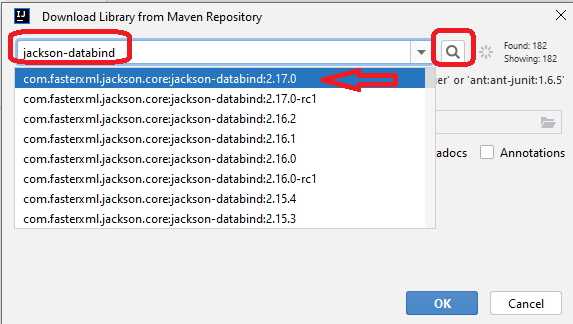 Download Library from Maven Repository
jackson-databind
Found: 182
Showing: 182
com.fasterxml.jackson.core:jackson-databind:2.17.0
er' or 'ant:ant-junit:1.6.5'
com.fasterxml.jackson.core:jackson-databind:2.17.0-rc1
com.fasterxml.jackson.core:jackson-databind:2.16.2
com.fasterxml.jackson.core:jackson-databind:2.16.1
com.fasterxml.jackson.core:jackson-databind:2.16.0
adocs
Annotations
com.fasterxml.jackson.core:jackson-databind:2.16.0-rc1
com.fasterxml.jackson.core:jackson-databind:2.15.4
com.fasterxml.jackson.core:jackson-databind:2.15.3
OK
Cancel